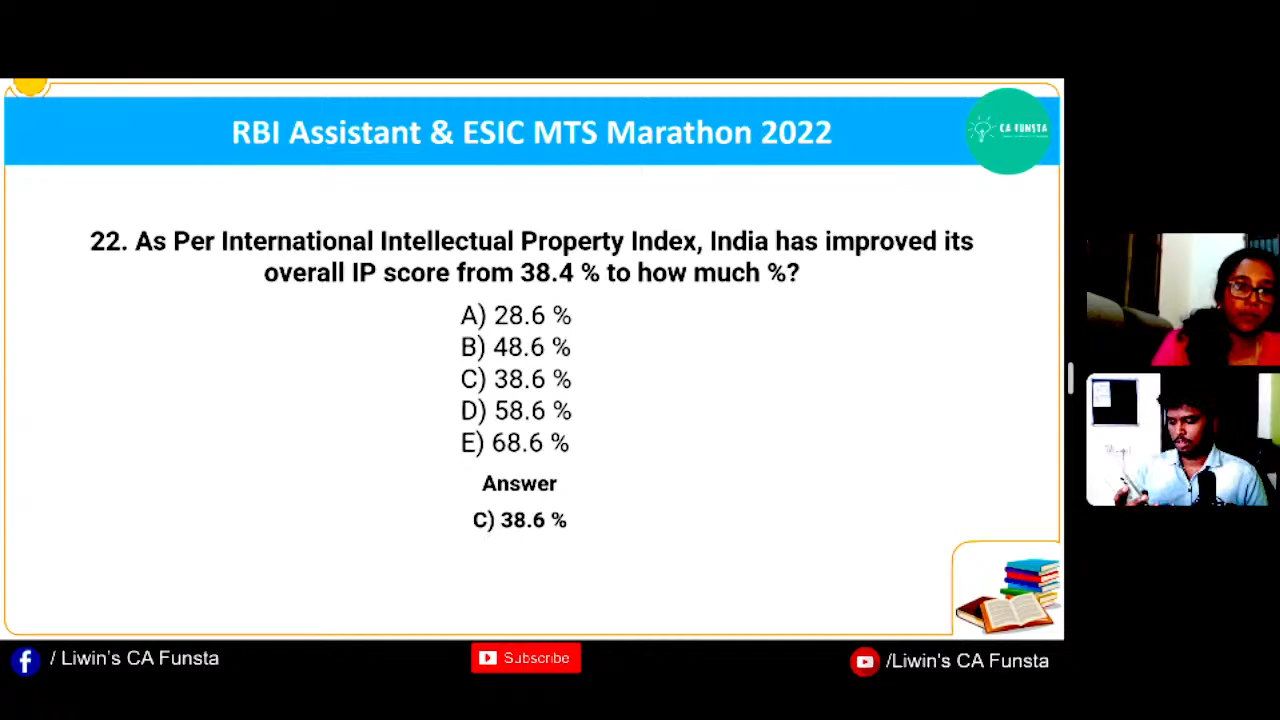 RBI Assistant & ESIC MTS Marathon 2022
CA FUNSTA
22. As Per International Intellectual Property Index, India has improved its
overall IP score from 38.4 % to how much %?
A) 28.6 %
B) 48.6 %
C) 38.6 %
D) 58.6 %
E) 68.6 %
Answer
C) 38.6 %
/ Liwin's CA Funsta
Subscribe
/Liwin's CA Funsta